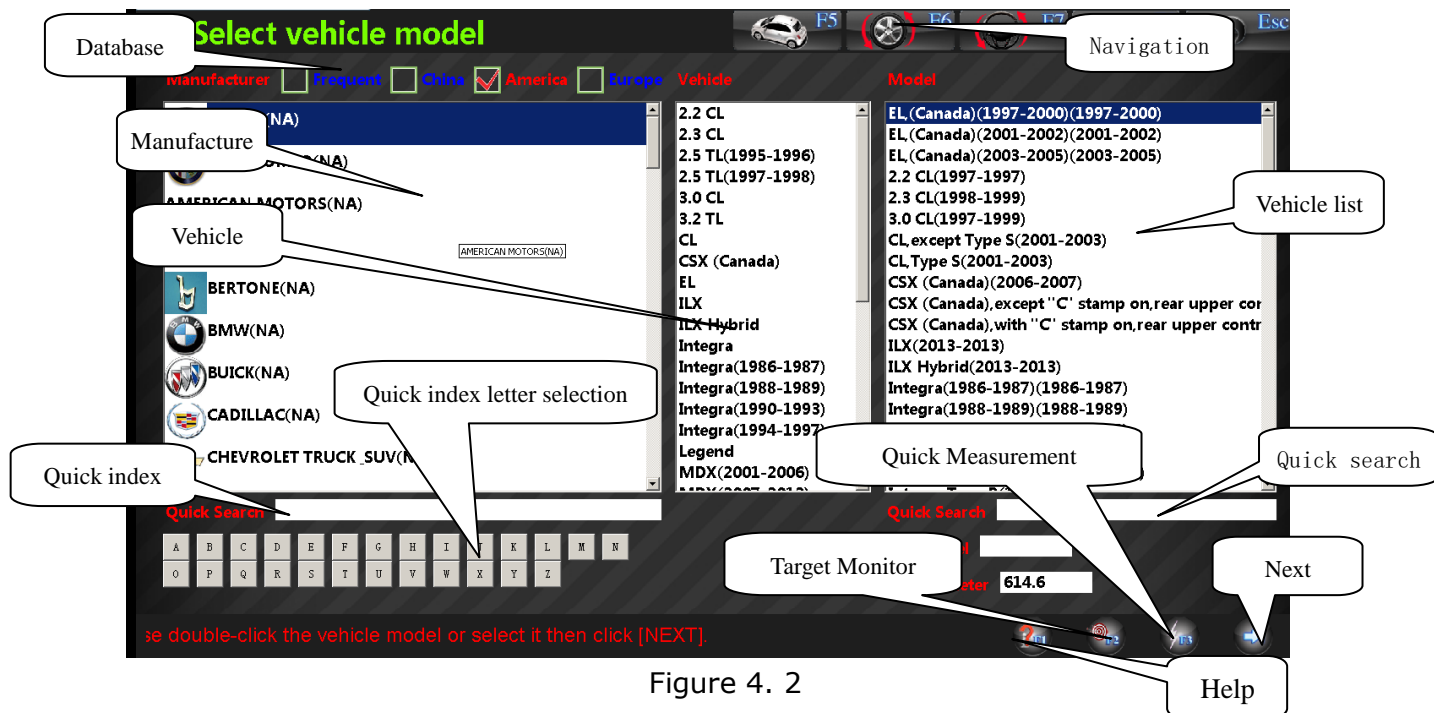 Select vehicle model
F5
F6
F7
Esc
Database
Navigation
Manufacturer
Frequent
China
America
Europe
Vehicle
Model
(NA)
(NA)
AMERICAN MOTORS(NA)
AMERICAN MOTORS(NA)
BERTONE(NA)
BMW(NA)
BUICK(NA)
CADILLAC(NA)
CHEVROLET TRUCK_SUV(N
Manufacture
Vehicle
2.2 CL
2.3 CL
2.5 TL(1995-1996)
2.5 TL(1997-1998)
3.0 CL
3.2 TL
CL
CSX (Canada)
EL
ILX
ILX Hybrid
Integra
Integra(1986-1987)
Integra(1988-1989)
Integra(1990-1993)
Integra(1994-1997)
Legend
MDX(2001-2006)
EL,(Canada)(1997-2000)(1997-2000)
EL,(Canada)(2001-2002)(2001-2002)
EL,(Canada)(2003-2005)(2003-2005)
2.2 CL(1997-1997)
2.3 CL(1998-1999)
3.0 CL(1997-1999)
CL,except Type S(2001-2003)
CL,Type S(2001-2003)
CSX (Canada)(2006-2007)
CSX (Canada),except "C" stamp on,rear upper cor
CSX (Canada),with "C" stamp on,rear upper contr
ILX(2013-2013)
ILX Hybrid(2013-2013)
Integra(1986-1987)(1986-1987)
Integra(1988-1989)(1988-1989)
Vehicle list
Quick index letter selection
Quick Measurement
Quick index
Quick search
Quick Search
Quick Search
A B C D E F G H I J K L M N
O P Q R S T U V W X Y Z
Target Monitor
614.6
Next
se double-click the vehicle model or select it then click [NEXT].
F1
F2
F3
Help
Figure 4. 2